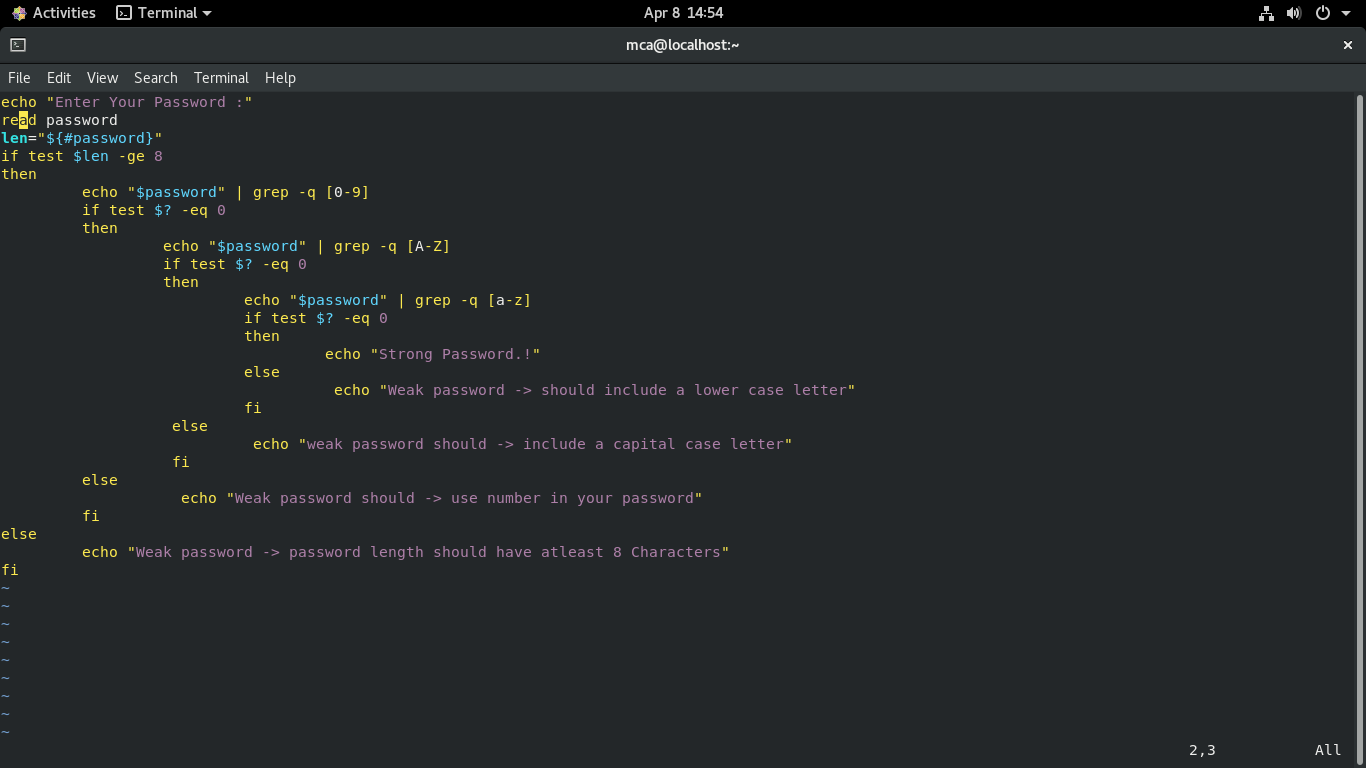 Activities Terminal Apr 8 14:54
mca@localhost:~ ×
File Edit View Search Terminal Help
echo "Enter Your Password :"
read password
len="${#password}"
if test $len -ge 8
then
echo "$password" | grep -q [0-9]
if test $? -eq 0
then
echo "$password" | grep -q [A-Z]
if test $? -eq 0
then
echo "$password" | grep -q [a-z]
if test $? -eq 0
then
echo "Strong Password.!"
else
echo "Weak password -> should include a lower case letter"
fi
else
echo "weak password should -> include a capital case letter"
fi
else
echo "Weak password should -> use number in your password"
fi
else
echo "Weak password -> password length should have atleast 8 Characters"
fi
~
~
~
~
~
~
~
~
~
2,3 All